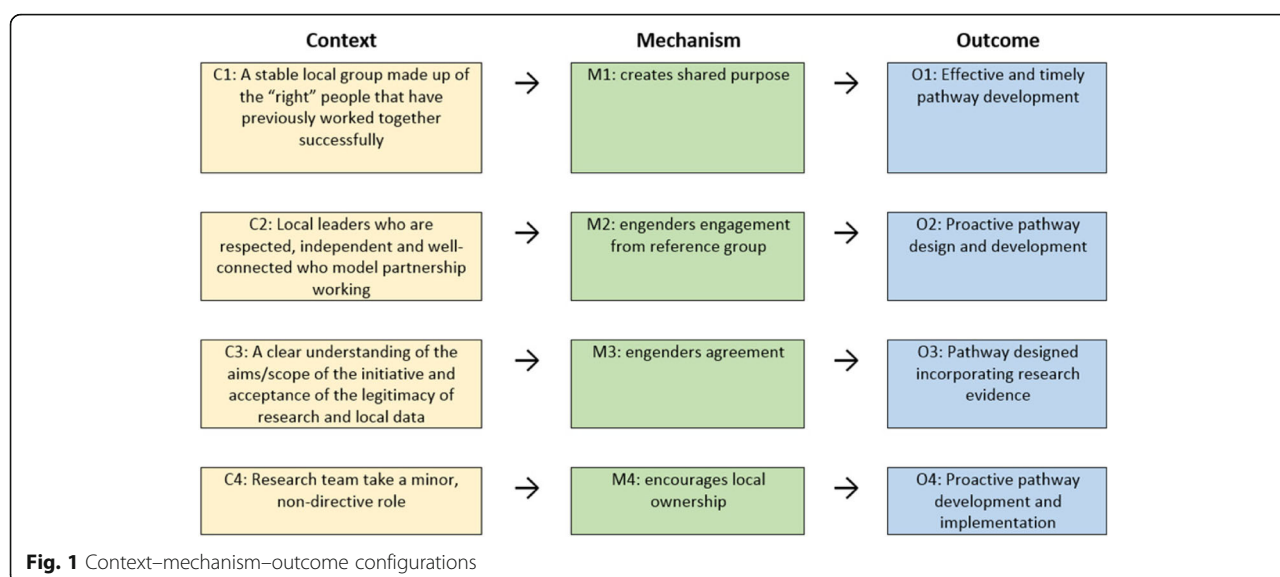 Context
Mechanism
Outcome
C1: A stable local group made up of
the “right” people that have
previously worked together
successfully
→
M1: creates shared purpose
→
O1: Effective and timely
pathway development
C2: Local leaders who are
respected, independent and well-
connected who model partnership
working
→
M2: engenders engagement
from reference group
→
O2: Proactive pathway
design and development
C3: A clear understanding of the
aims/scope of the initiative and
acceptance of the legitimacy of
research and local data
→
M3: engenders agreement
→
O3: Pathway designed
incorporating research
evidence
C4: Research team take a minor,
non-directive role
→
M4: encourages local
ownership
→
O4: Proactive pathway
development and
implementation
Fig. 1 Context–mechanism–outcome configurations